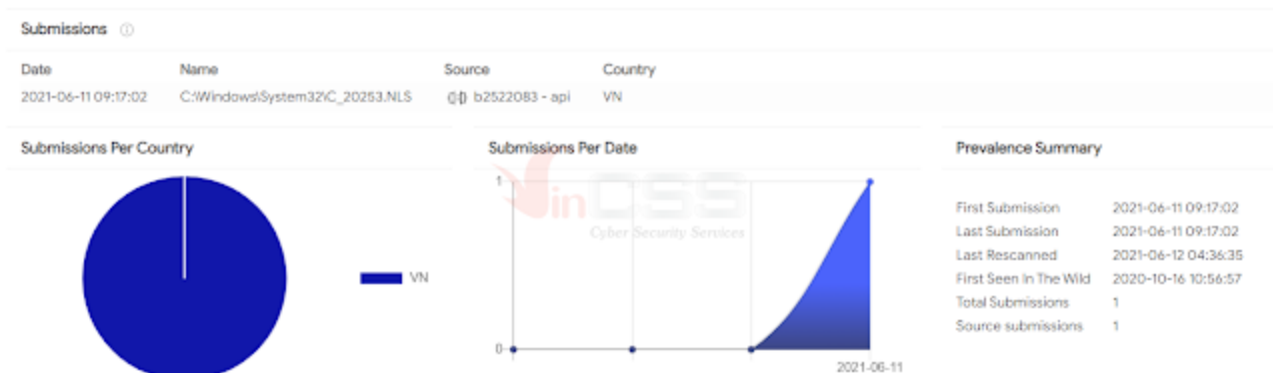 Submissions
Date Name Source Country
2021-06-11 09:17:02 C:\Windows\System32\C_20253.NLS b2522083 - api VN
Submissions Per Country
VN
Submissions Per Date
1
0
2021-06-11
inCSS
Cyber Security Services
Prevalence Summary
First Submission 2021-06-11 09:17:02
Last Submission 2021-06-11 09:17:02
Last Rescanned 2021-06-12 04:36:35
First Seen In The Wild 2020-10-16 10:56:57
Total Submissions 1
Source submissions 1